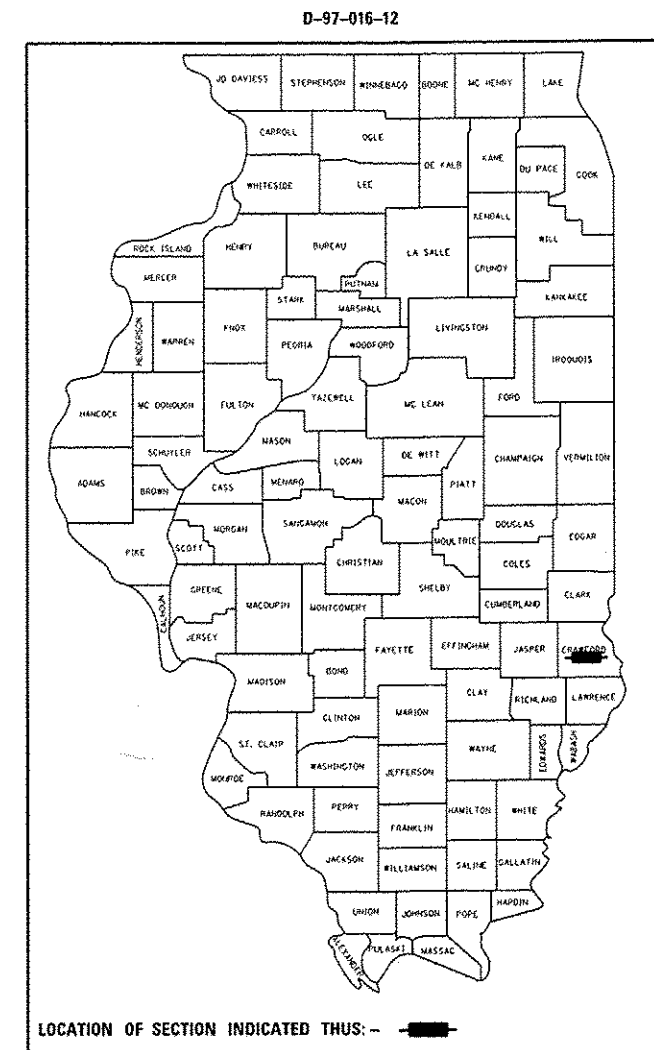 D-97-016-12
JO DAVIESS STEPHENSON WINNEBAGO BOONE MC HENRY LAKE
CARROLL OGLE DE KALB KANE DU PAGE COOK
WHITESIDE LEE
KENDALL WILL
ROCK ISLAND HENRY BUREAU LA SALLE GRUNDY
MERCER PUTNAM KANKAKEE
STARK MARSHALL
HENDERSON WARREN KNOX PEORIA WOODFORD LIVINGSTON IROQUOIS
HANCOCK MC DONOUGH FULTON TAZEWELL MC LEAN FORD
MASON
SCHUYLER LOGAN DE WITT CHAMPAIGN VERMILION
ADAMS BROWN CASS MENARD PIATT
MACON
MORGAN SANGAMON DOUGLAS
PIKE SCOTT CHRISTIAN MOULTRIE EDGAR
COLES
CALHOUN GREENE MACOUPIN MONTGOMERY SHELBY CUMBERLAND CLARK
JERSEY
FAYETTE EFFINGHAM JASPER CRAWFORD
MADISON BOND
CLAY RICHLAND LAWRENCE
CLINTON MARION
ST. CLAIR WAYNE EDWARDS WABASH
WASHINGTON JEFFERSON
MONROE
RANDOLPH PERRY HAMILTON WHITE
FRANKLIN
JACKSON WILLIAMSON SALINE GALLATIN
HARDIN
UNION JOHNSON POPE
ALEXANDER PULASKI MASSAC
LOCATION OF SECTION INDICATED THUS: -